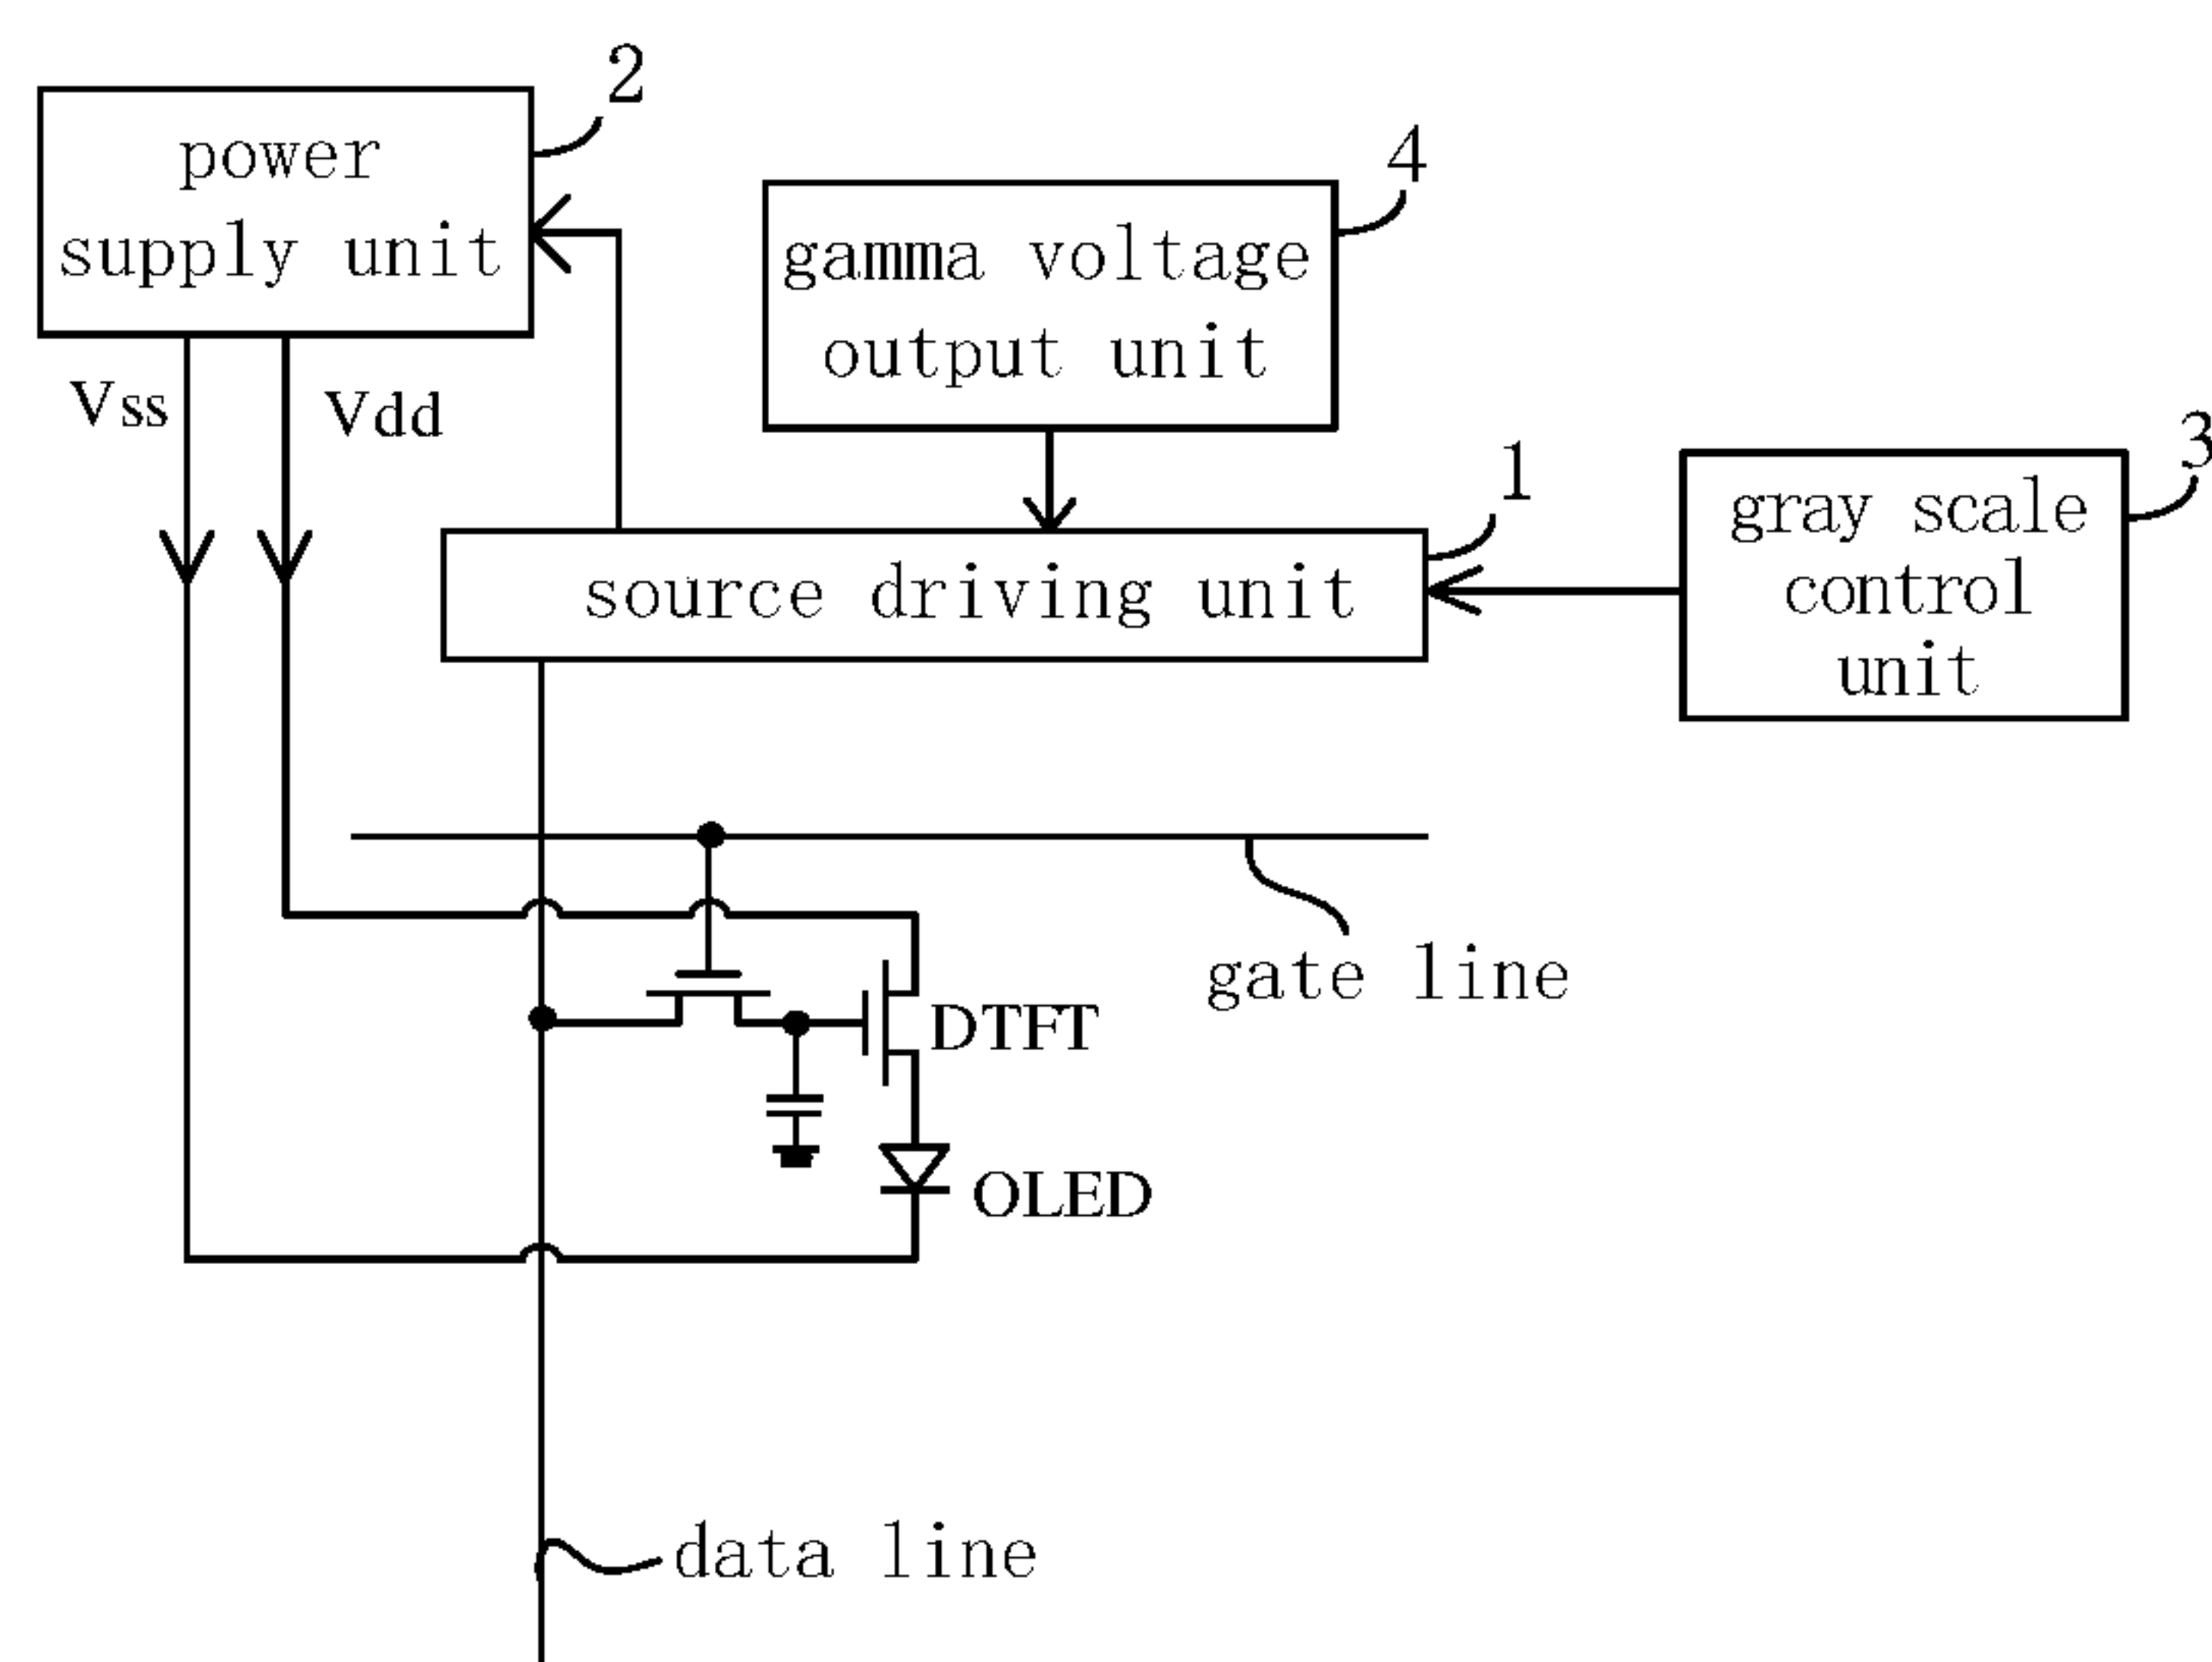 2
power
supply unit
4
gamma voltage
output unit
Vss
Vdd
1
3
gray scale
control
unit
source driving unit
gate line
DTFT
OLED
data line